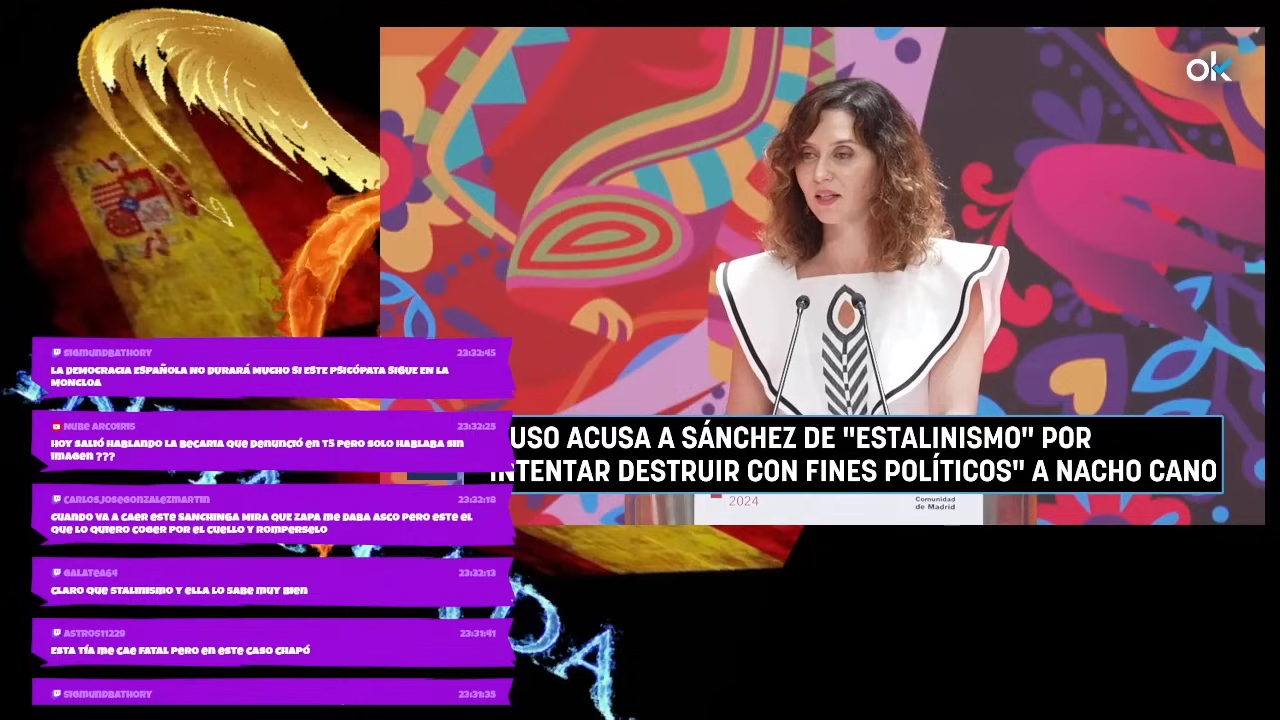 ok
SIGMUNDBATHORY 23:32:45
LA DEMOCRACIA ESPAÑOLA NO DURARÁ MUCHO SI ESTE PSICÓPATA SIGUE EN LA
MONCLOA
NUBE ARCOIRIS 23:32:25
HOY SALIÓ HABLANDO LA BECARIA QUE DENUNCIÓ EN T5 PERO SOLO HABLABA SIN
IMAGEN ???
CARLOSJOSEGONZALEZMARTIN 23:32:18
CUANDO VA A CAER ESTE SANCHINGA MIRA QUE ZAPA ME DABA ASCO PERO ESTE EL
QUE LO QUIERO COGER POR EL CUELLO Y ROMPERSELO
GALATEA64 23:32:13
CLARO QUE STALINISMO Y ELLA LO SABE MUY BIEN
ASTROS11229 23:31:41
ESTA TÍA ME CAE FATAL PERO EN ESTE CASO CHAPÓ
SIGMUNDBATHORY 23:31:35
USO ACUSA A SÁNCHEZ DE "ESTALINISMO" POR
INTENTAR DESTRUIR CON FINES POLÍTICOS" A NACHO CANO
2024
Comunidad
de Madrid